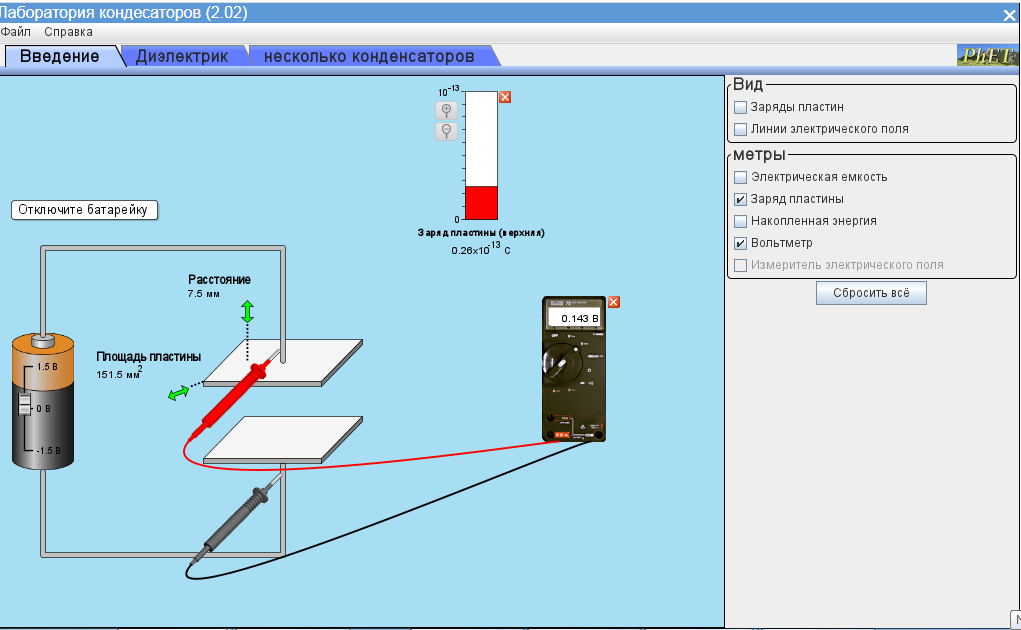 Лаборатория кондесаторов (2.02)
Файл Справка
Введение Диэлектрик несколько конденсаторов
PhET
Вид
Заряды пластин
Линии электрического поля
метры
Электрическая емкость
Заряд пластины
Накопленная энергия
Вольтметр
Измеритель электрического поля
Сбросить всё
10-13
0
Заряд пластины (верхняя)
0.26x10-13 C
Отключите батарейку
Расстояние
7.5 мм
Площадь пластины
151.5 мм2
1.5 В
0 В
-1.5 В
0.143 В